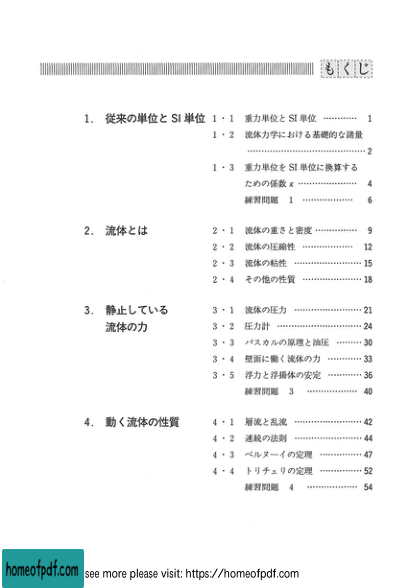 もくじ
1. 従来の単位と SI 単位 1・1 重力単位と SI 単位 ………… 1
1・2 流体力学における基礎的な諸量
………………………………… 2
1・3 重力単位を SI 単位に換算する
ための係数 κ ……………… 4
練習問題 1 ……………… 6
2. 流体とは 2・1 流体の重さと密度 …………… 9
2・2 流体の圧縮性 ……………… 12
2・3 流体の粘性 ………………… 15
2・4 その他の性質 ……………… 18
3. 静止している 3・1 流体の圧力 ………………… 21
流体の力 3・2 圧力計 ……………………… 24
3・3 パスカルの原理と油圧 ……… 30
3・4 壁面に働く流体の力 ………… 33
3・5 浮力と浮揚体の安定 ………… 36
練習問題 3 ……………… 40
4. 動く流体の性質 4・1 層流と乱流 ………………… 42
4・2 連続の法則 ………………… 44
4・3 ベルヌーイの定理 …………… 47
4・4 トリチェリの定理 …………… 52
練習問題 4 ……………… 54
homeofpdf.com see more please visit: https://homeofpdf.com